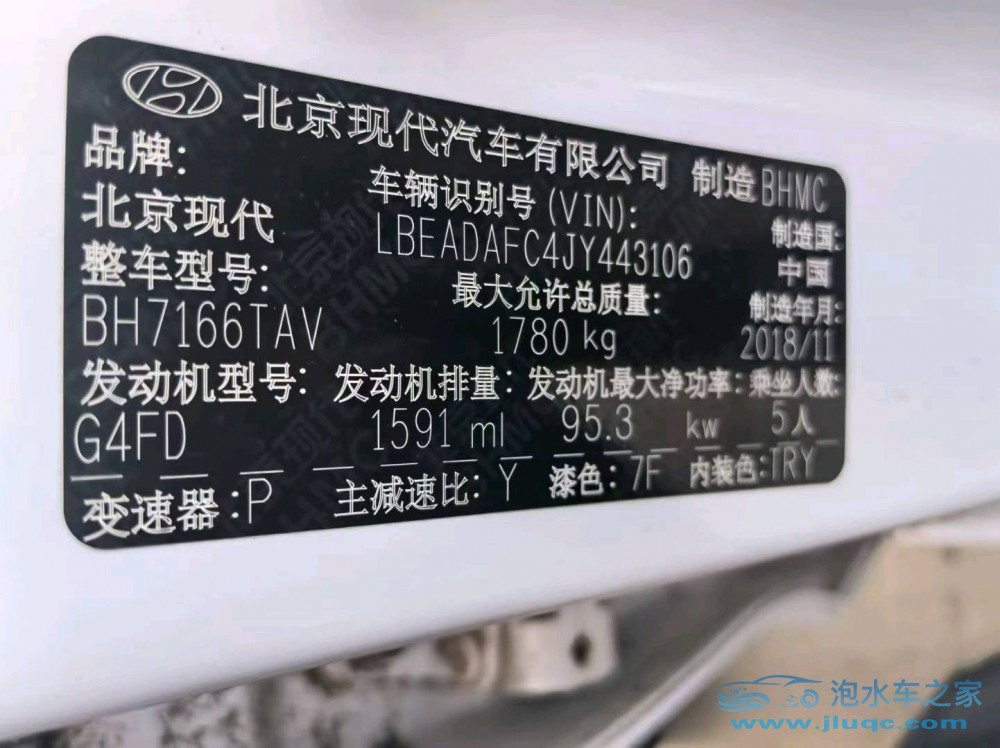 北京现代汽车有限公司 制造 BHMC
品牌: 车辆识别号 (VIN): 制造国:
北京现代 LBEADAFC4JY443106 中国
整车型号: 最大允许总质量: 制造年月:
BH7166TAV 1780 kg 2018/11
发动机型号: 发动机排量: 发动机最大净功率: 乘坐人数:
G4FD 1591 ml 95.3 kw 5人
变速器: P 主减速比: Y 漆色: 7F 内装色: TRY
泡水车之家
www.jluqc.com